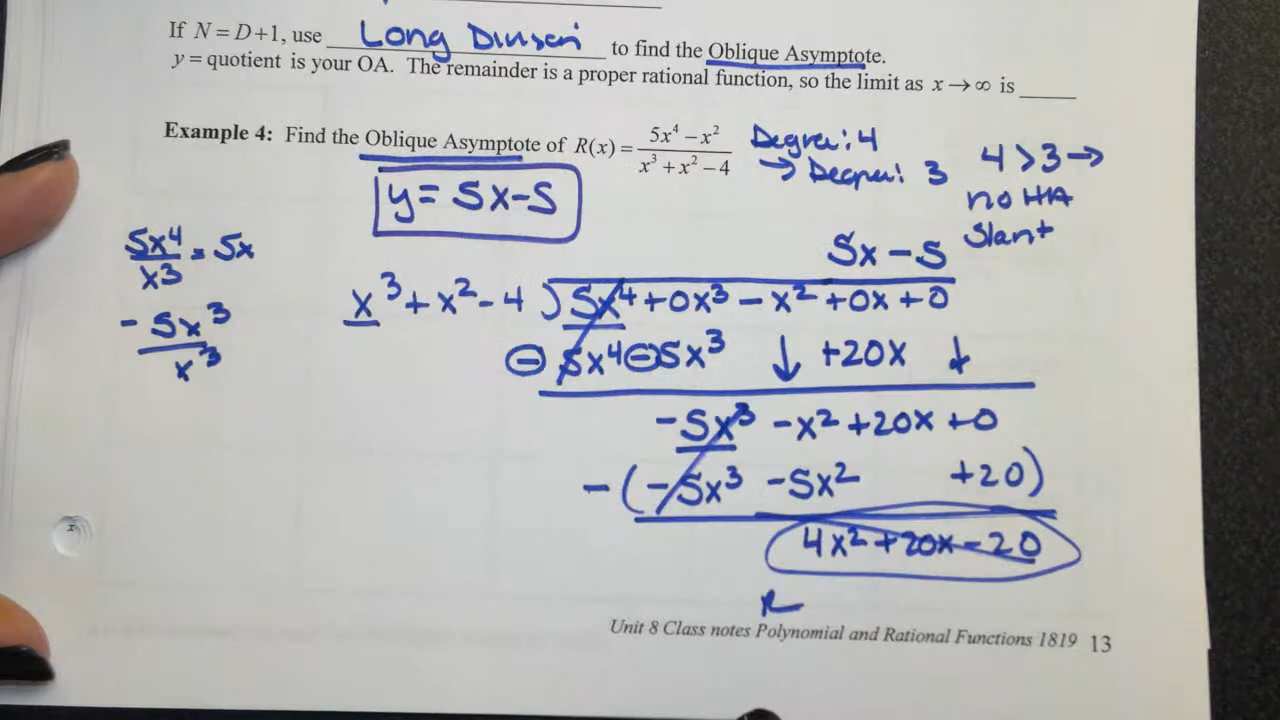 If N = D+1, use Long Division to find the Oblique Asymptote.
y = quotient is your OA. The remainder is a proper rational function, so the limit as x → ∞ is ____
Example 4: Find the Oblique Asymptote of R(x) = (5x⁴ − x²)/(x³ + x² − 4) Degree: 4 → Degree: 3
4 > 3 →
no HA
Slant
y = 5x-5
5x⁴/x³ = 5x
-5x³/x³
5x - 5
x³ + x² - 4 ) 5x⁴ + 0x³ - x² + 0x + 0
⊖ 5x⁴ ⊖ 5x³ ↓ +20x ↓
-5x³ - x² + 20x + 0
- (-5x³ - 5x² +20)
4x² + 20x - 20
R
Unit 8 Class notes Polynomial and Rational Functions 1819 13